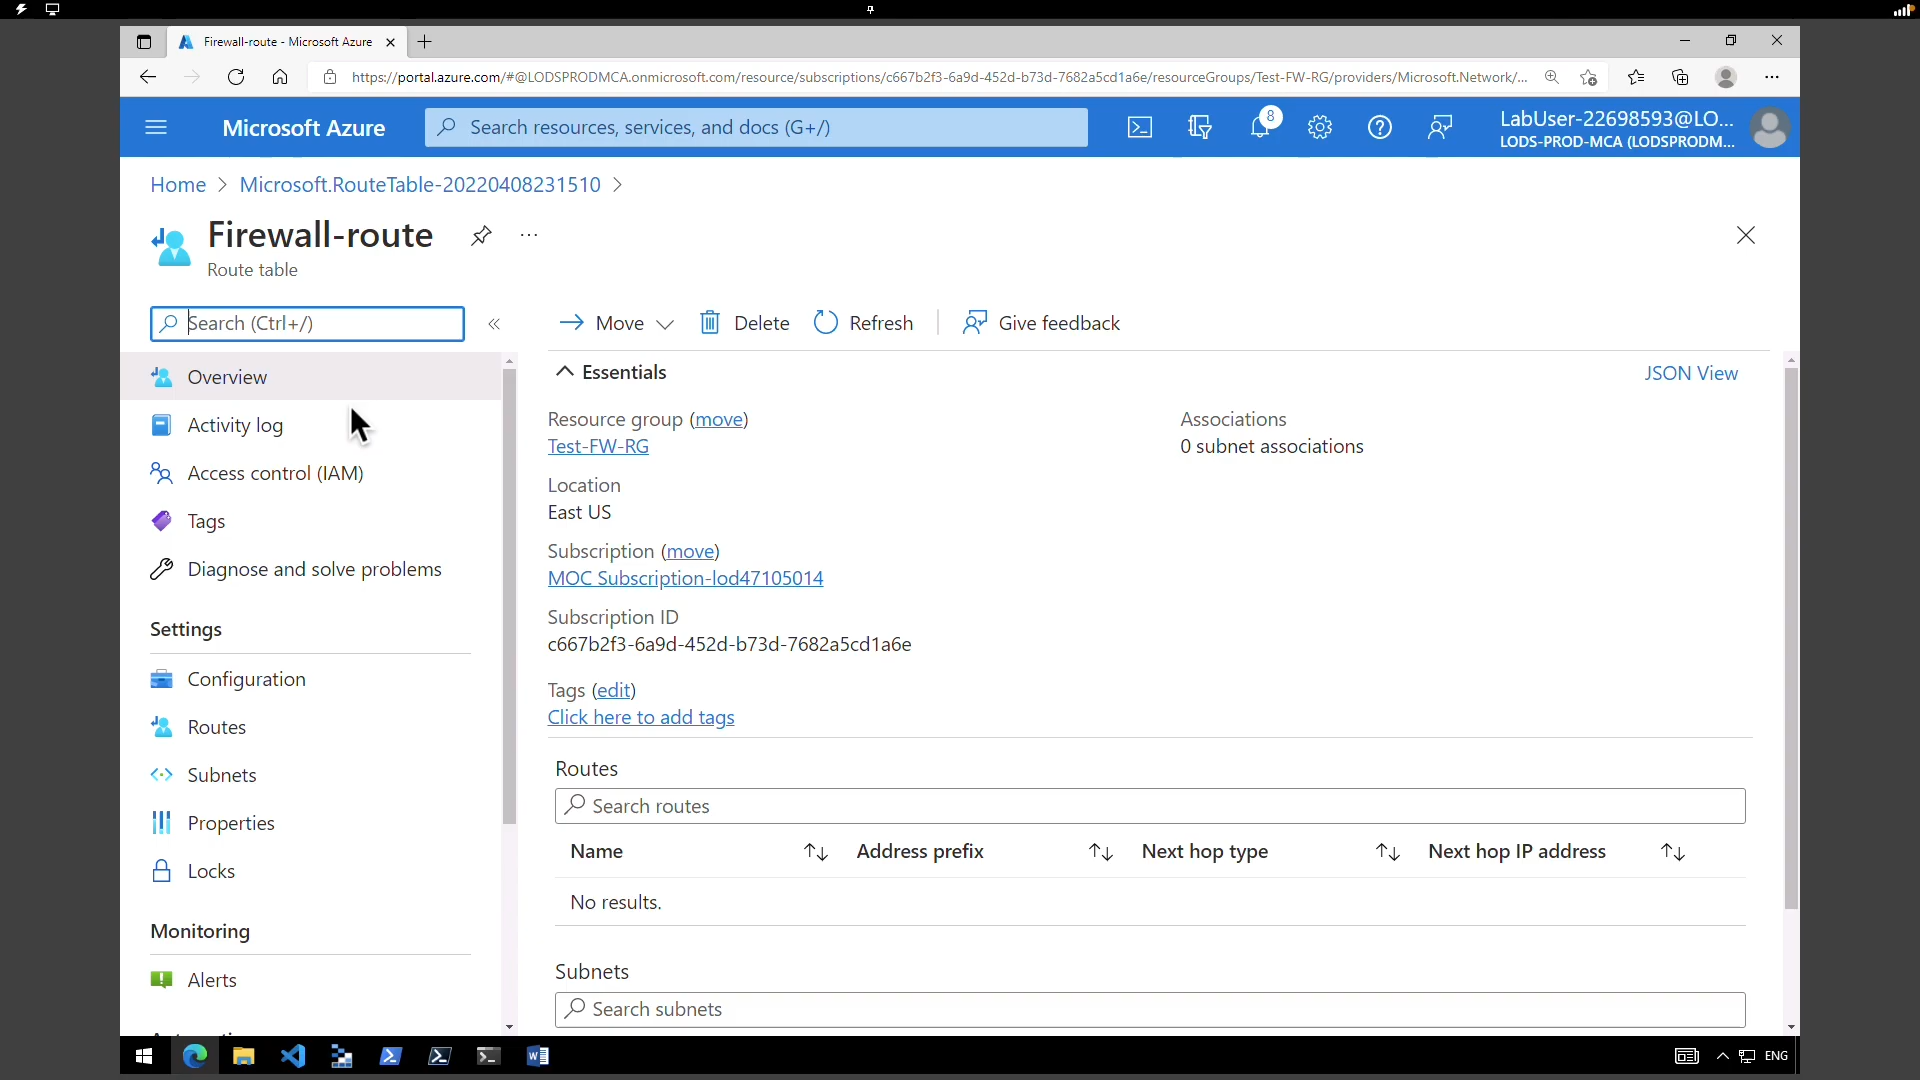 Firewall-route - Microsoft Azure
https://portal.azure.com/#@LODSPRODMCA.onmicrosoft.com/resource/subscriptions/c667b2f3-6a9d-452d-b73d-7682a5cd1a6e/resourceGroups/Test-FW-RG/providers/Microsoft.Network/...
Microsoft Azure
Search resources, services, and docs (G+/)
8
LabUser-22698593@LO...
LODS-PROD-MCA (LODSPRODM...
Home > Microsoft.RouteTable-20220408231510 >
Firewall-route
Route table
Search (Ctrl+/)
Move
Delete
Refresh
Give feedback
Overview
Activity log
Access control (IAM)
Tags
Diagnose and solve problems
Settings
Configuration
Routes
Subnets
Properties
Locks
Monitoring
Alerts
Essentials
JSON View
Resource group (move)
Test-FW-RG
Associations
0 subnet associations
Location
East US
Subscription (move)
MOC Subscription-lod47105014
Subscription ID
c667b2f3-6a9d-452d-b73d-7682a5cd1a6e
Tags (edit)
Click here to add tags
Routes
Search routes
Name
Address prefix
Next hop type
Next hop IP address
No results.
Subnets
Search subnets
ENG